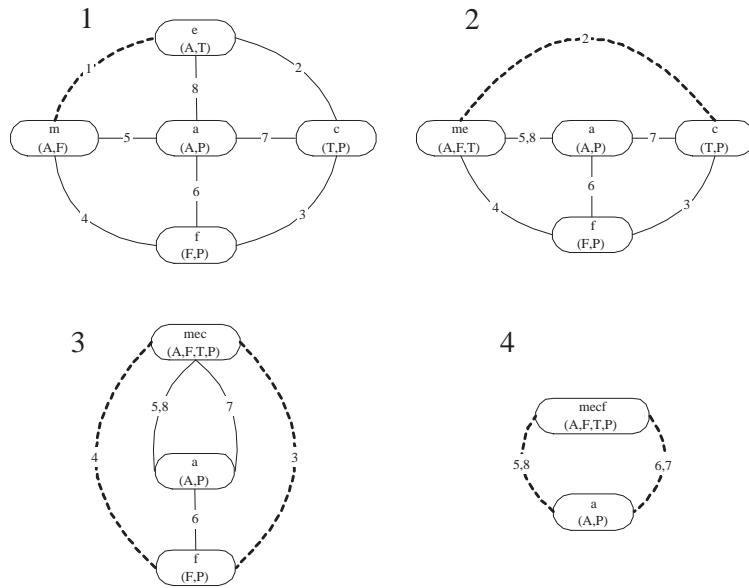 1
e
(A,T)
1
2
8
m
(A,F)
5
a
(A,P)
7
c
(T,P)
6
4
3
f
(F,P)
2
2
me
(A,F,T)
5,8
a
(A,P)
7
c
(T,P)
6
4
3
f
(F,P)
3
mec
(A,F,T,P)
5,8
7
4
3
a
(A,P)
6
f
(F,P)
4
mecf
(A,F,T,P)
5,8
6,7
a
(A,P)